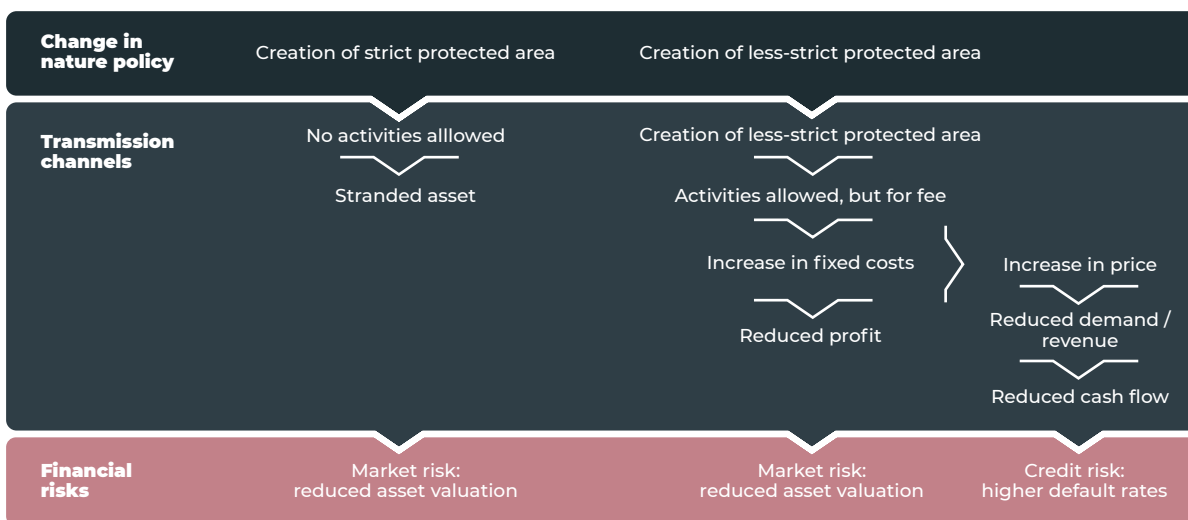 Change in
nature policy
Creation of strict protected area
Creation of less-strict protected area
Transmission
channels
No activities alllowed
Stranded asset
Creation of less-strict protected area
Activities allowed, but for fee
Increase in fixed costs
Reduced profit
Increase in price
Reduced demand /
revenue
Reduced cash flow
Financial
risks
Market risk:
reduced asset valuation
Market risk:
reduced asset valuation
Credit risk:
higher default rates